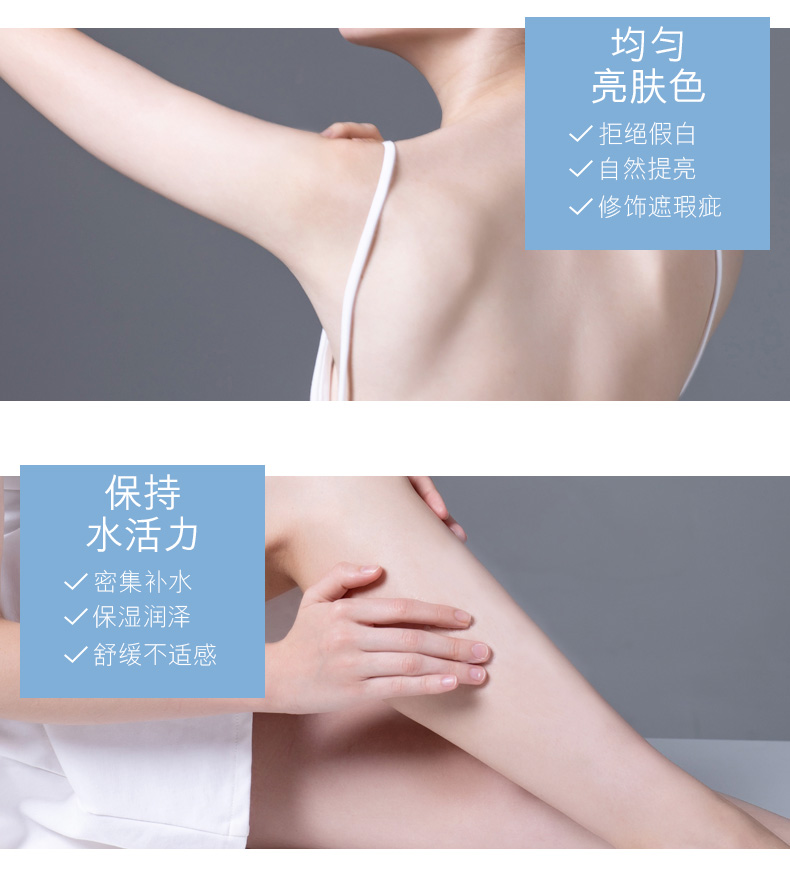 均匀
亮肤色
拒绝假白
自然提亮
修饰遮瑕疵
保持
水活力
密集补水
保湿润泽
舒缓不适感